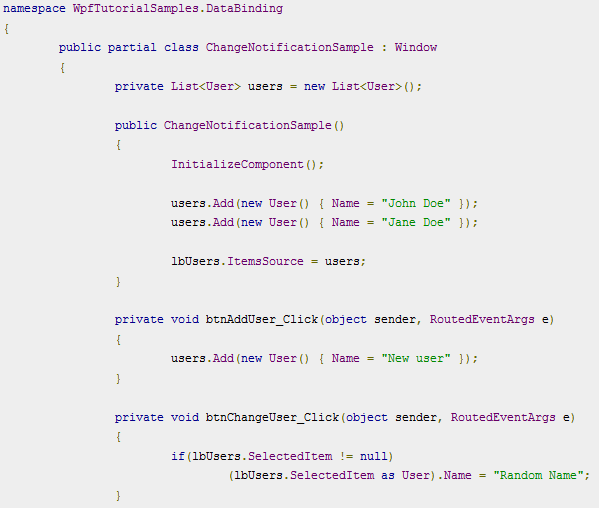 namespace WpfTutorialSamples.DataBinding
{
public partial class ChangeNotificationSample : Window
{
private List<User> users = new List<User>();
public ChangeNotificationSample()
{
InitializeComponent();
users.Add(new User() { Name = "John Doe" });
users.Add(new User() { Name = "Jane Doe" });
lbUsers.ItemsSource = users;
}
private void btnAddUser_Click(object sender, RoutedEventArgs e)
{
users.Add(new User() { Name = "New user" });
}
private void btnChangeUser_Click(object sender, RoutedEventArgs e)
{
if(lbUsers.SelectedItem != null)
(lbUsers.SelectedItem as User).Name = "Random Name";
}